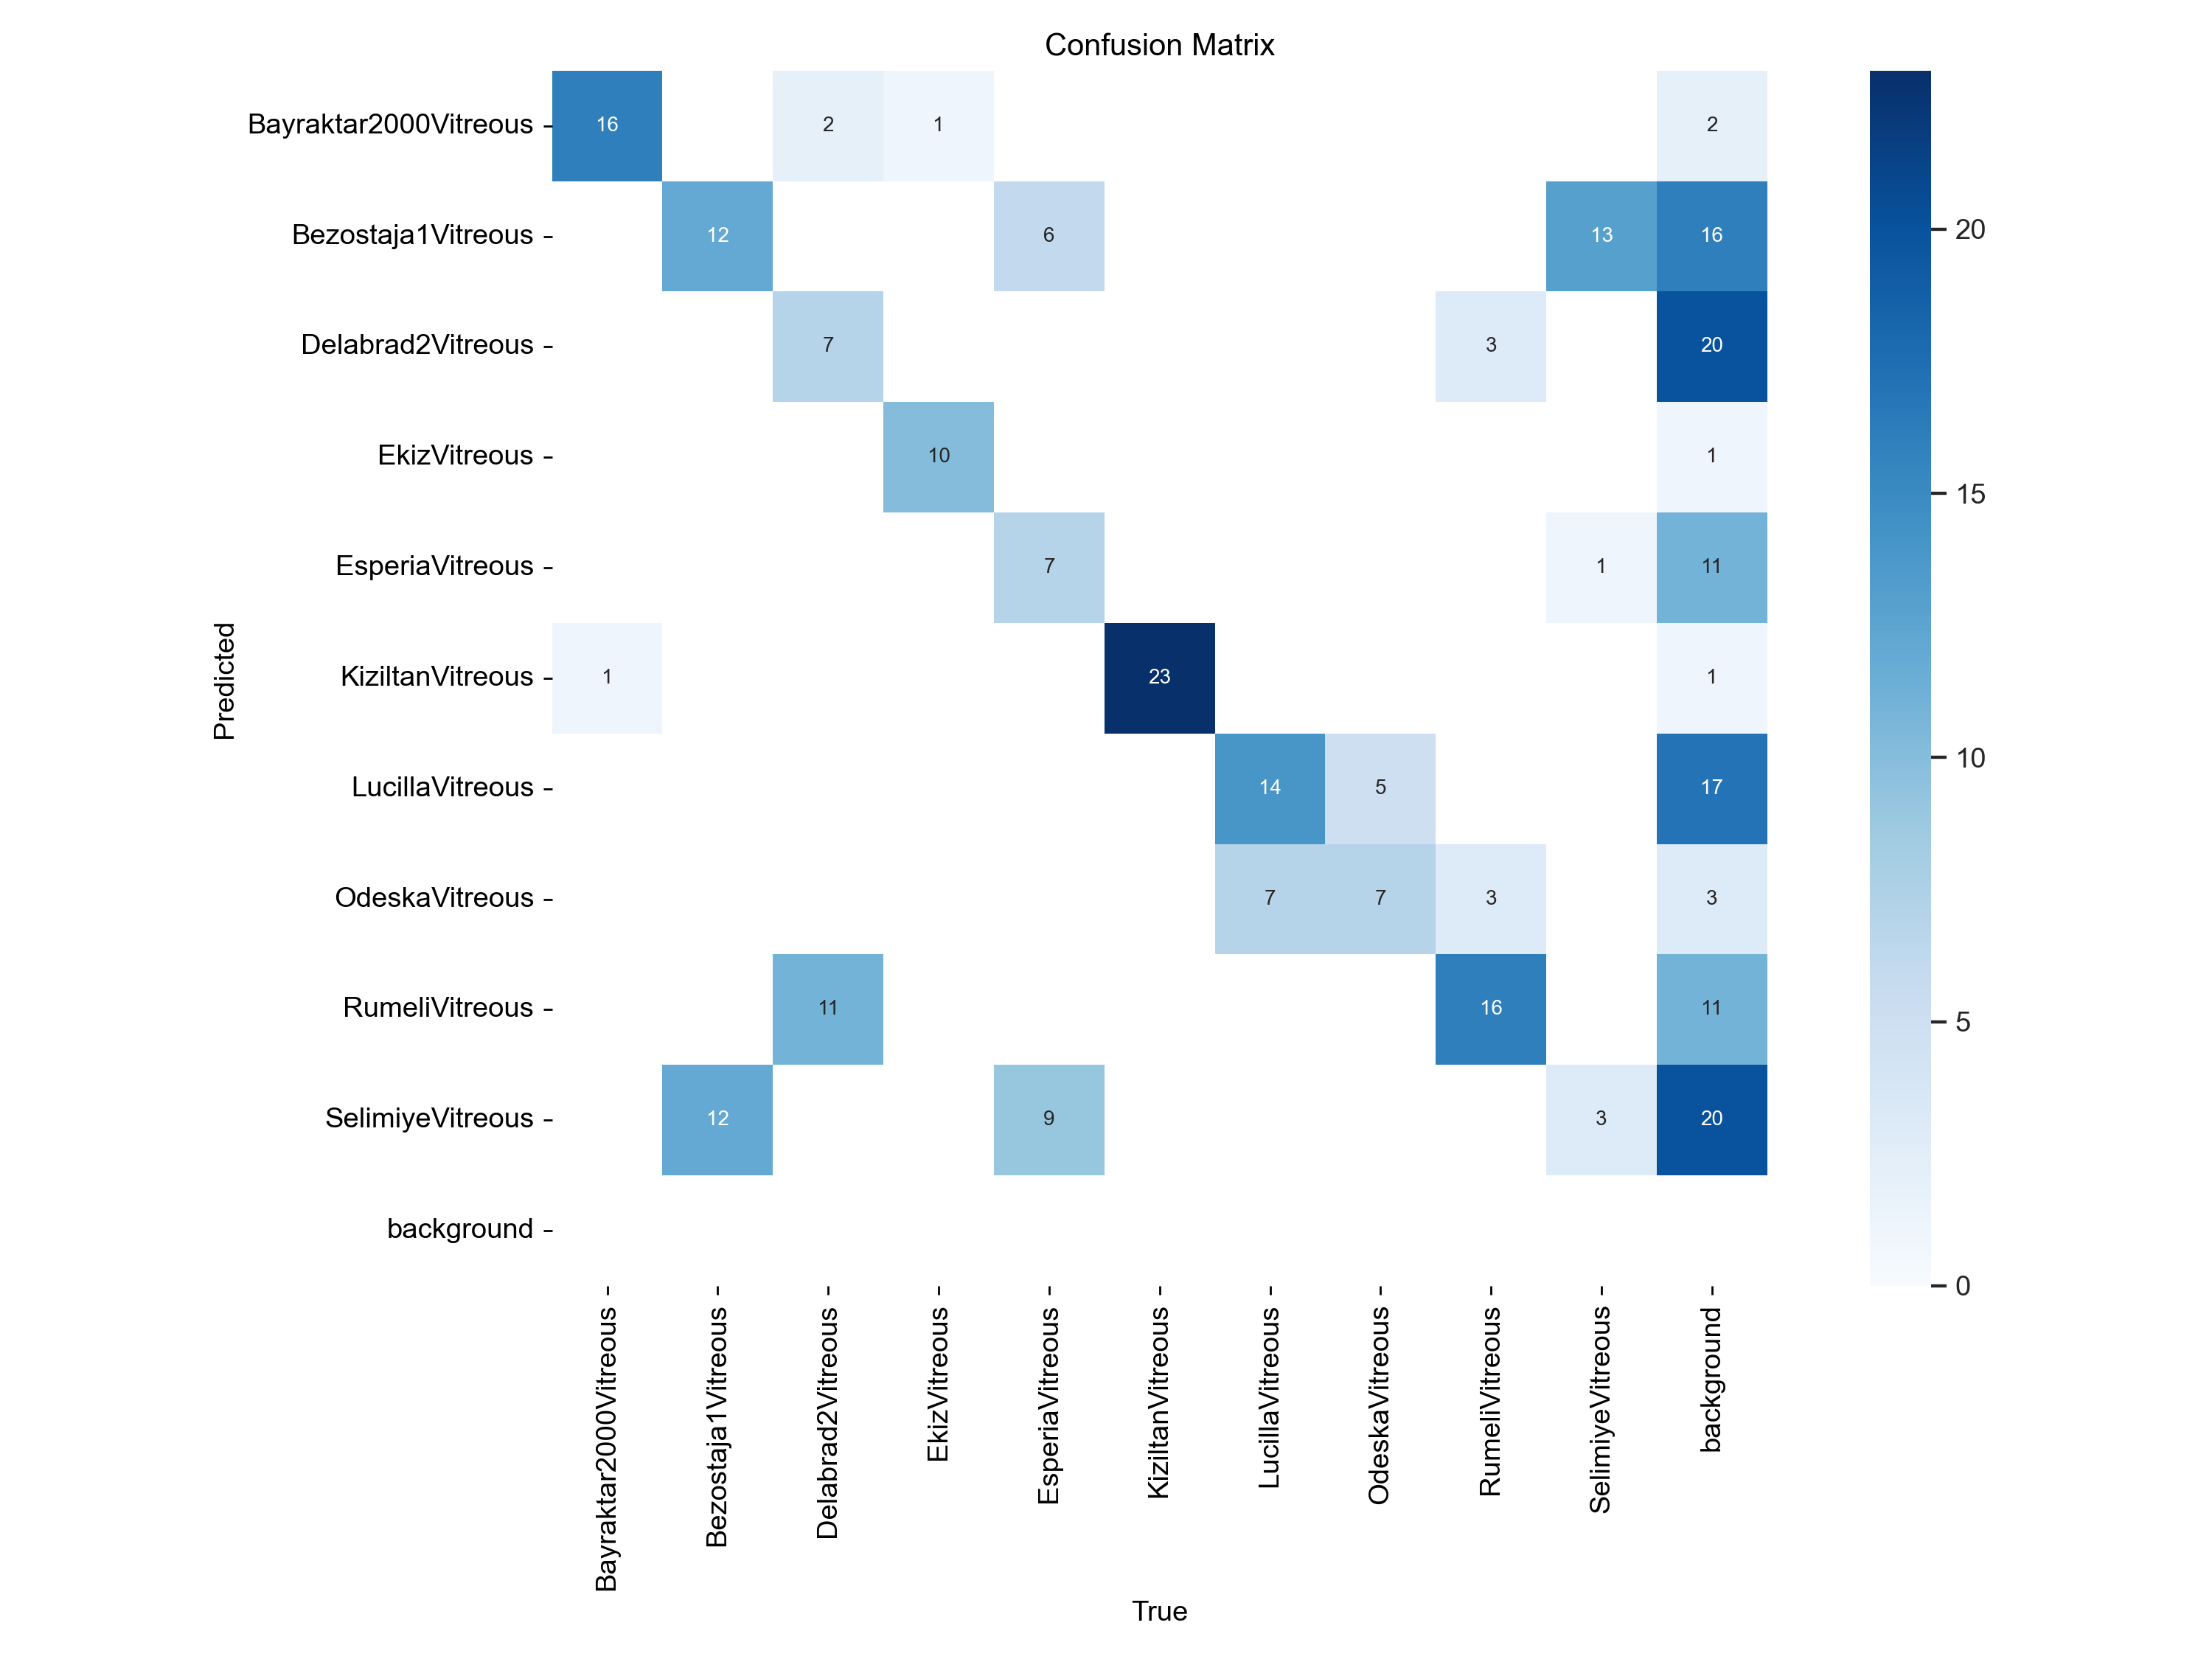 Confusion Matrix
Bayraktar2000Vitreous 16 2 1 2
Bezostaja1Vitreous 12 6 13 16
Delabrad2Vitreous 7 3 20
EkizVitreous 10 1
EsperiaVitreous 7 1 11
KiziltanVitreous 1 23 1
LucillaVitreous 14 5 17
OdeskaVitreous 7 7 3 3
RumeliVitreous 11 16 11
SelimiyeVitreous 12 9 3 20
background
Predicted
Bayraktar2000Vitreous
Bezostaja1Vitreous
Delabrad2Vitreous
EkizVitreous
EsperiaVitreous
KiziltanVitreous
LucillaVitreous
OdeskaVitreous
RumeliVitreous
SelimiyeVitreous
background
True
20
15
10
5
0